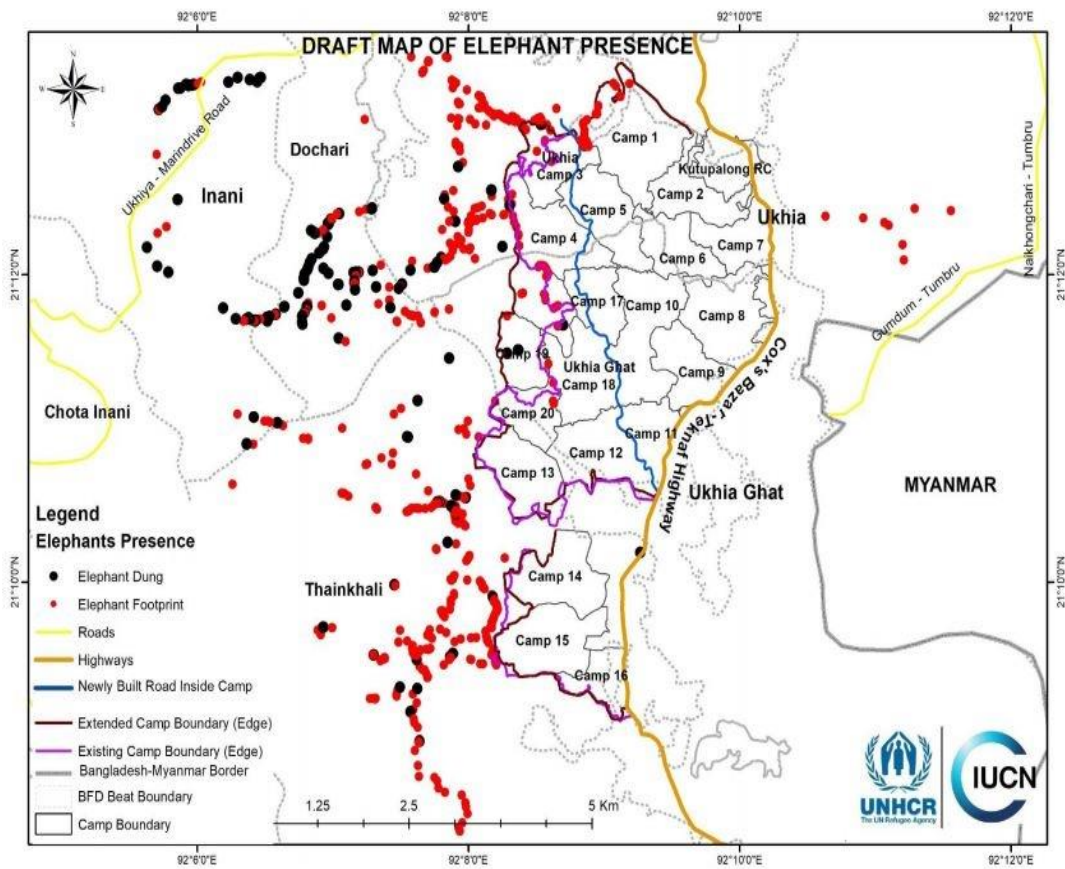 92°6'0"E
92°8'0"E
92°10'0"E
92°12'0"E
DRAFT MAP OF ELEPHANT PRESENCE
N
W
E
S
Ukhiya - Marindrive Road
Dochari
Inani
Ukhia
Camp 3
Camp 1
Kutupalong RC
Camp 2
Camp 5
Camp 4
Ukhia
Camp 7
Camp 6
Naikhongchari - Tumbru
21°12'0"N
21°12'0"N
Gumdum - Tumbru
Camp 17
Camp 10
Camp 8
Camp 19
Ukhia Ghat
Camp 18
Camp 9
Cox's Bazar-Teknaf Highway
Chota Inani
Camp 20
Camp 11
Camp 12
Camp 13
Ukhia Ghat
MYANMAR
Camp 14
Thainkhali
21°10'0"N
21°10'0"N
Camp 15
Camp 16
Legend
Elephants Presence
Elephant Dung
Elephant Footprint
Roads
Highways
Newly Built Road Inside Camp
Extended Camp Boundary (Edge)
Existing Camp Boundary (Edge)
Bangladesh-Myanmar Border
BFD Beat Boundary
Camp Boundary
1.25
2.5
5 Km
UNHCR
The UN Refugee Agency
IUCN
92°6'0"E
92°8'0"E
92°10'0"E
92°12'0"E